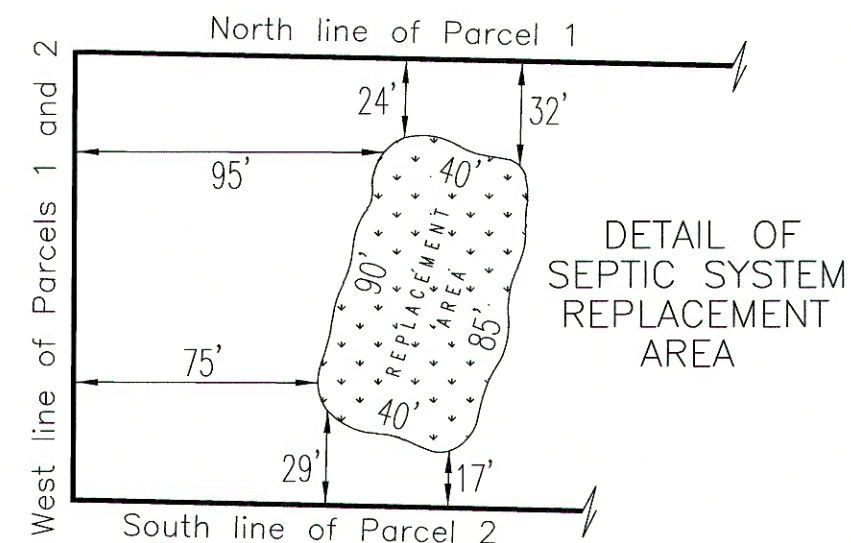 North line of Parcel 1
West line of Parcels 1 and 2
24'
32'
95'
40'
REPLACEMENT
AREA
90'
85'
DETAIL OF
SEPTIC SYSTEM
REPLACEMENT
AREA
75'
40'
29'
17'
South line of Parcel 2